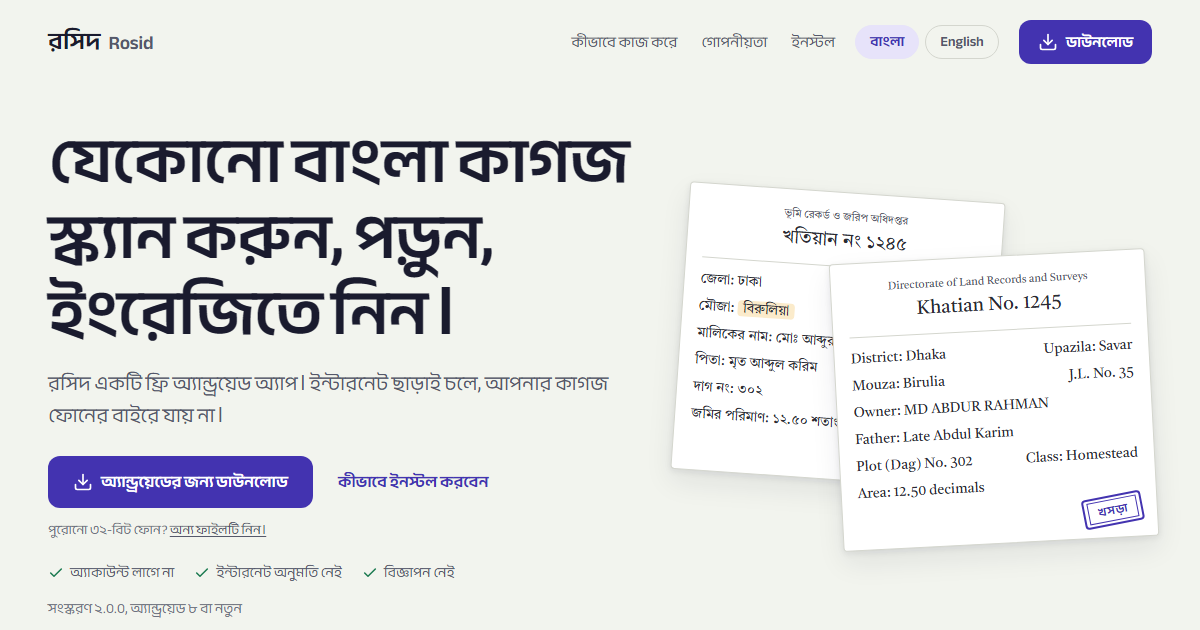 রসিদ Rosid
কীভাবে কাজ করে
গোপনীয়তা
ইনস্টল
বাংলা
English
ডাউনলোড
যেকোনো বাংলা কাগজ
স্ক্যান করুন, পড়ুন,
ইংরেজিতে নিন।
রসিদ একটি ফ্রি অ্যান্ড্রয়েড অ্যাপ। ইন্টারনেট ছাড়াই চলে, আপনার কাগজ
ফোনের বাইরে যায় না।
অ্যান্ড্রয়েডের জন্য ডাউনলোড
কীভাবে ইনস্টল করবেন
পুরোনো ৩২-বিট ফোন? অন্য ফাইলটি নিন।
অ্যাকাউন্ট লাগে না
ইন্টারনেট অনুমতি নেই
বিজ্ঞাপন নেই
সংস্করণ ২.0.0, অ্যান্ড্রয়েড ৮ বা নতুন
ভূমি রেকর্ড ও জরিপ অধিদপ্তর
খতিয়ান নং ১২৪৫
জেলা: ঢাকা
মৌজা: বিরুলিয়া
মালিকের নাম: মোঃ
পিতা: মৃত আব্দুল করিম
দাগ নং: ৩০২
জমির পরিমাণ: ১২.৫০
Directorate of Land Records and Surveys
Khatian No. 1245
District: Dhaka
Upazila: Savar
Mouza: Birulia
J.L. No. 35
Owner: MD ABDUR RAHMAN
Father: Late Abdul Karim
Plot (Dag) No. 302
Class: Homestead
Area: 12.50 decimals
খসড়া